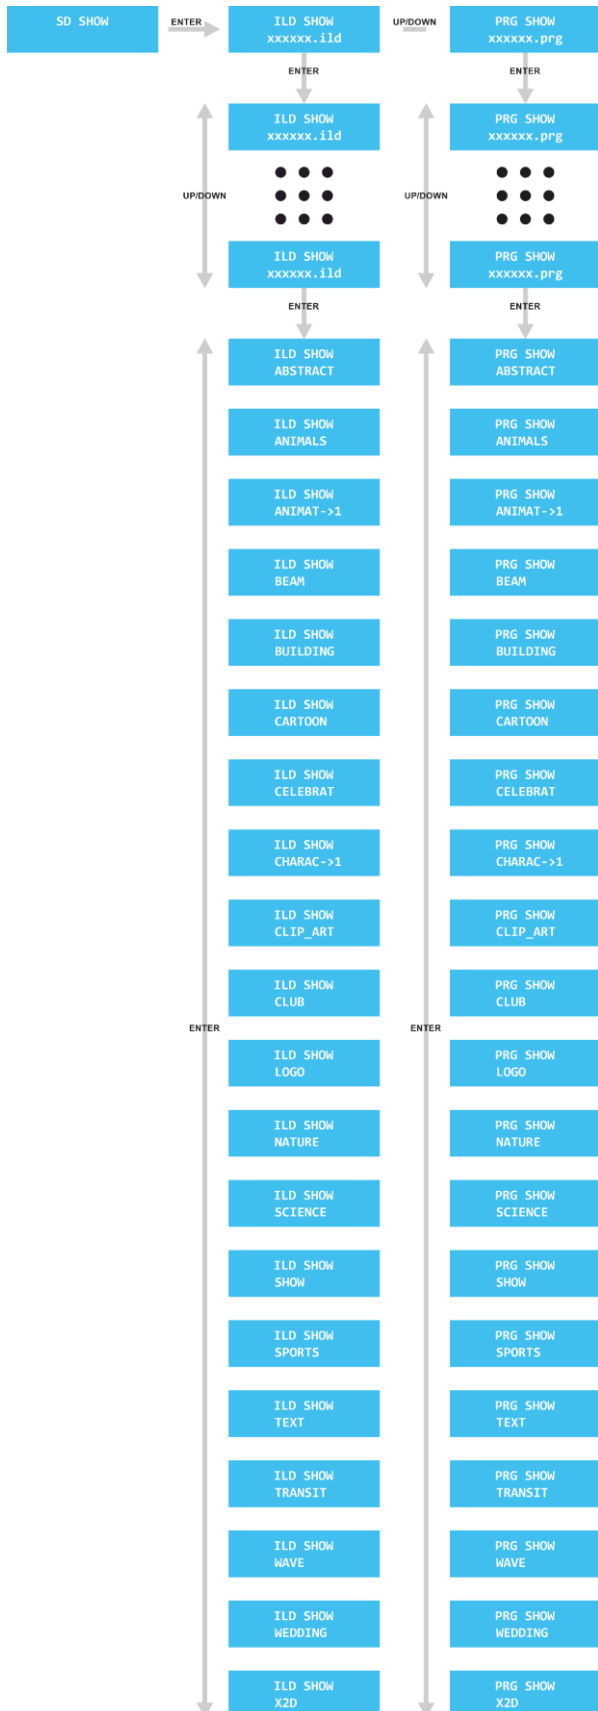 SD SHOW
ENTER
ILD SHOW
xxxxxx.ild
UP/DOWN
PRG SHOW
xxxxxx.prg
ENTER
ENTER
ILD SHOW
xxxxxx.ild
PRG SHOW
xxxxxx.prg
UP/DOWN
UP/DOWN
ILD SHOW
xxxxxx.ild
PRG SHOW
xxxxxx.prg
ENTER
ENTER
ILD SHOW
ABSTRACT
PRG SHOW
ABSTRACT
ILD SHOW
ANIMALS
PRG SHOW
ANIMALS
ILD SHOW
ANIMAT->1
PRG SHOW
ANIMAT->1
ILD SHOW
BEAM
PRG SHOW
BEAM
ILD SHOW
BUILDING
PRG SHOW
BUILDING
ILD SHOW
CARTOON
PRG SHOW
CARTOON
ILD SHOW
CELEBRAT
PRG SHOW
CELEBRAT
ILD SHOW
CHARAC->1
PRG SHOW
CHARAC->1
ILD SHOW
CLIP_ART
PRG SHOW
CLIP_ART
ILD SHOW
CLUB
PRG SHOW
CLUB
ENTER
ENTER
ILD SHOW
LOGO
PRG SHOW
LOGO
ILD SHOW
NATURE
PRG SHOW
NATURE
ILD SHOW
SCIENCE
PRG SHOW
SCIENCE
ILD SHOW
SHOW
PRG SHOW
SHOW
ILD SHOW
SPORTS
PRG SHOW
SPORTS
ILD SHOW
TEXT
PRG SHOW
TEXT
ILD SHOW
TRANSIT
PRG SHOW
TRANSIT
ILD SHOW
WAVE
PRG SHOW
WAVE
ILD SHOW
WEDDING
PRG SHOW
WEDDING
ILD SHOW
X2D
PRG SHOW
X2D